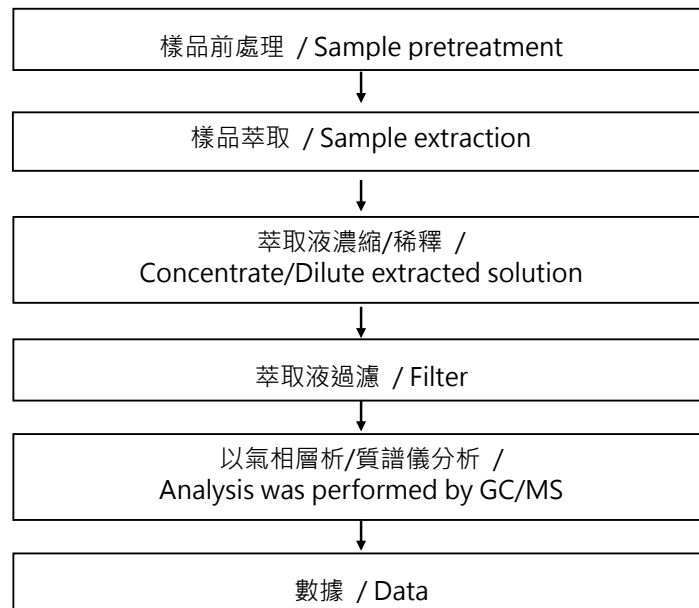 樣品前處理 / Sample pretreatment
樣品萃取 / Sample extraction
萃取液濃縮/稀釋 /
Concentrate/Dilute extracted solution
萃取液過濾 / Filter
以氣相層析/質譜儀分析 /
Analysis was performed by GC/MS
數據 / Data